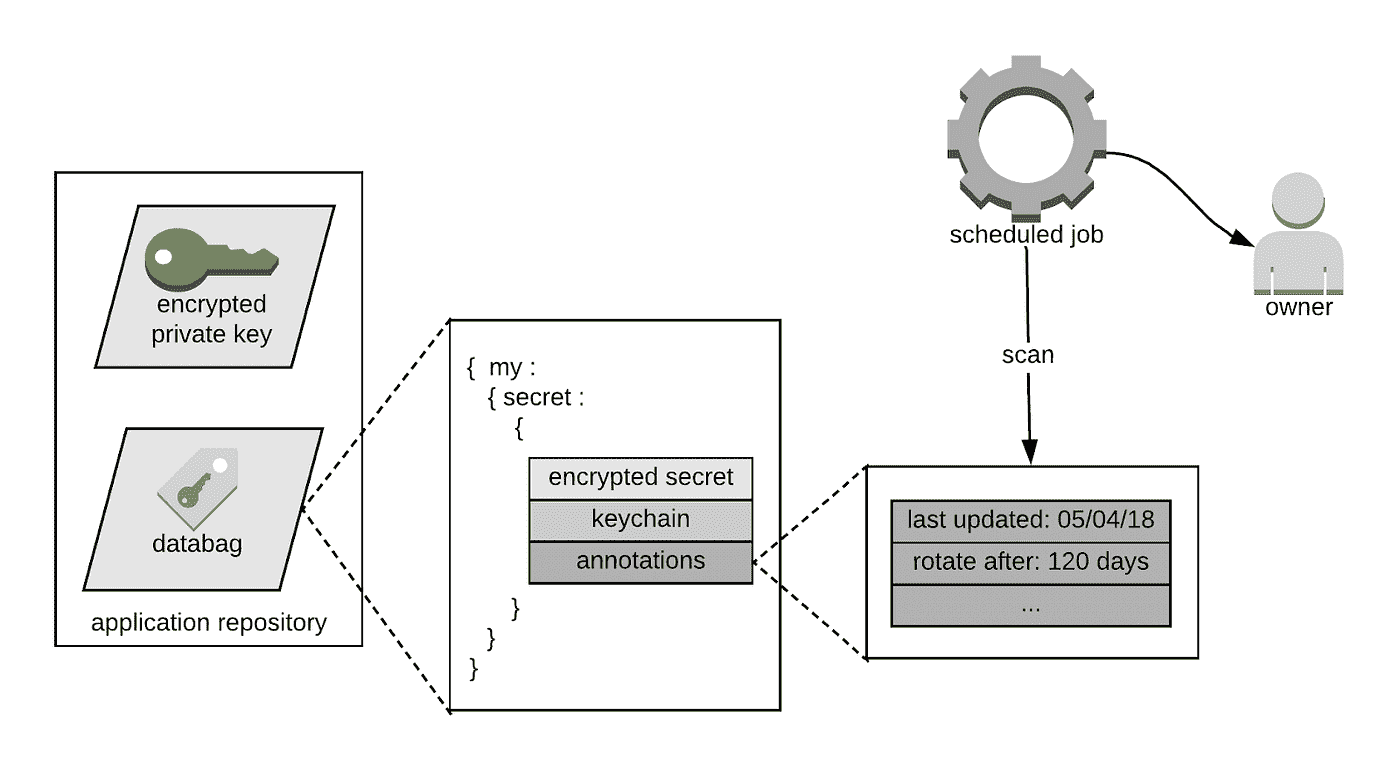 encrypted
private key
databag
application repository
{ my :
{ secret :
{
encrypted secret
keychain
annotations
}
}
}
scheduled job
owner
scan
last updated: 05/04/18
rotate after: 120 days
...